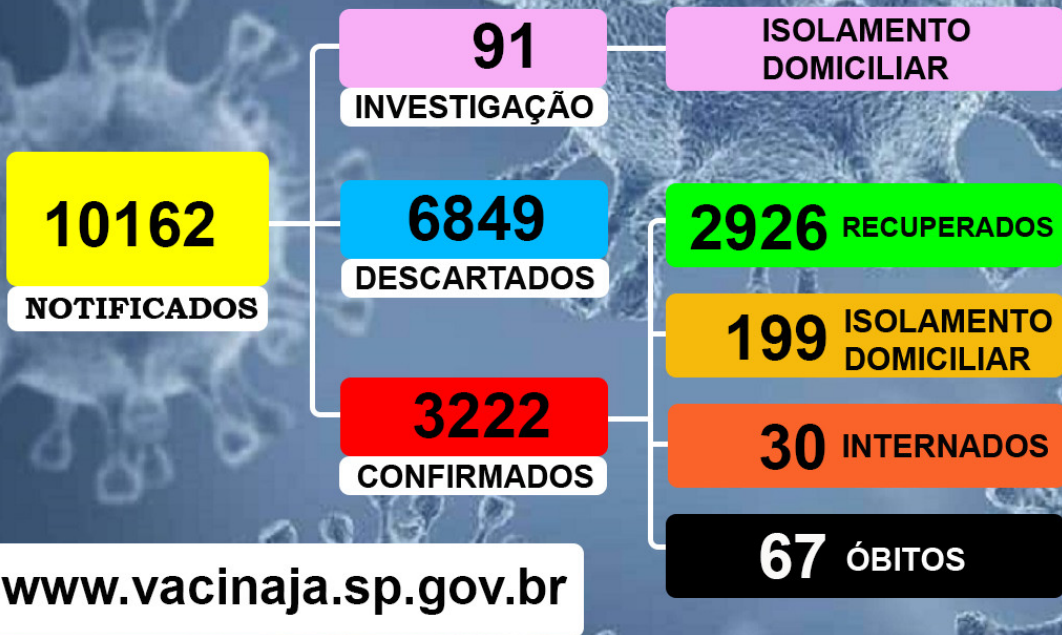 91
INVESTIGAÇÃO
ISOLAMENTO
DOMICILIAR
10162
NOTIFICADOS
6849
DESCARTADOS
3222
CONFIRMADOS
2926 RECUPERADOS
199 ISOLAMENTO
DOMICILIAR
30 INTERNADOS
67 ÓBITOS
www.vacinaja.sp.gov.br